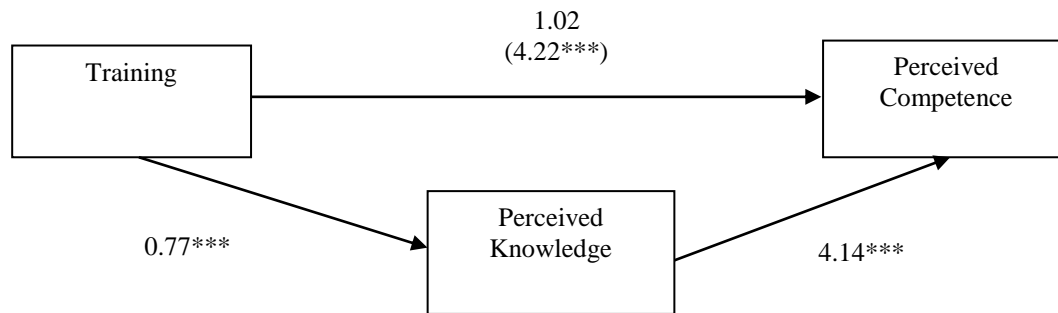 1.02
(4.22***)
Training
Perceived
Competence
Perceived
Knowledge
0.77***
4.14***